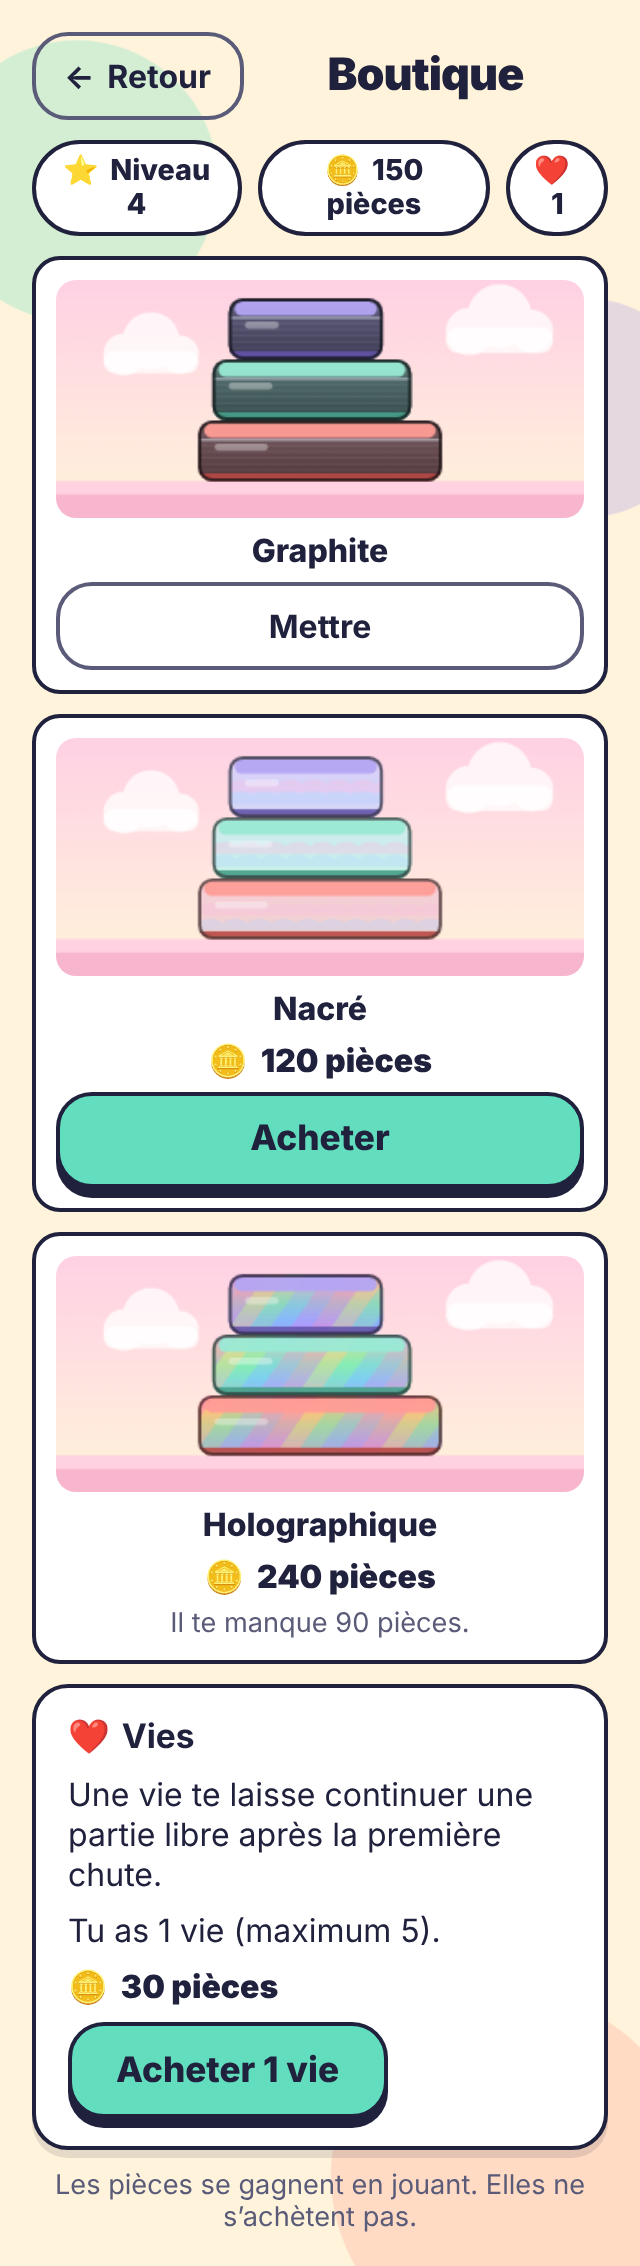 ← Retour
Boutique
⭐ Niveau
4
🪙 150
pièces
❤️
1
Graphite
Mettre
Nacré
🪙 120 pièces
Acheter
Holographique
🪙 240 pièces
Il te manque 90 pièces.
❤️ Vies
Une vie te laisse continuer une
partie libre après la première
chute.
Tu as 1 vie (maximum 5).
🪙 30 pièces
Acheter 1 vie
Les pièces se gagnent en jouant. Elles ne
s’achètent pas.